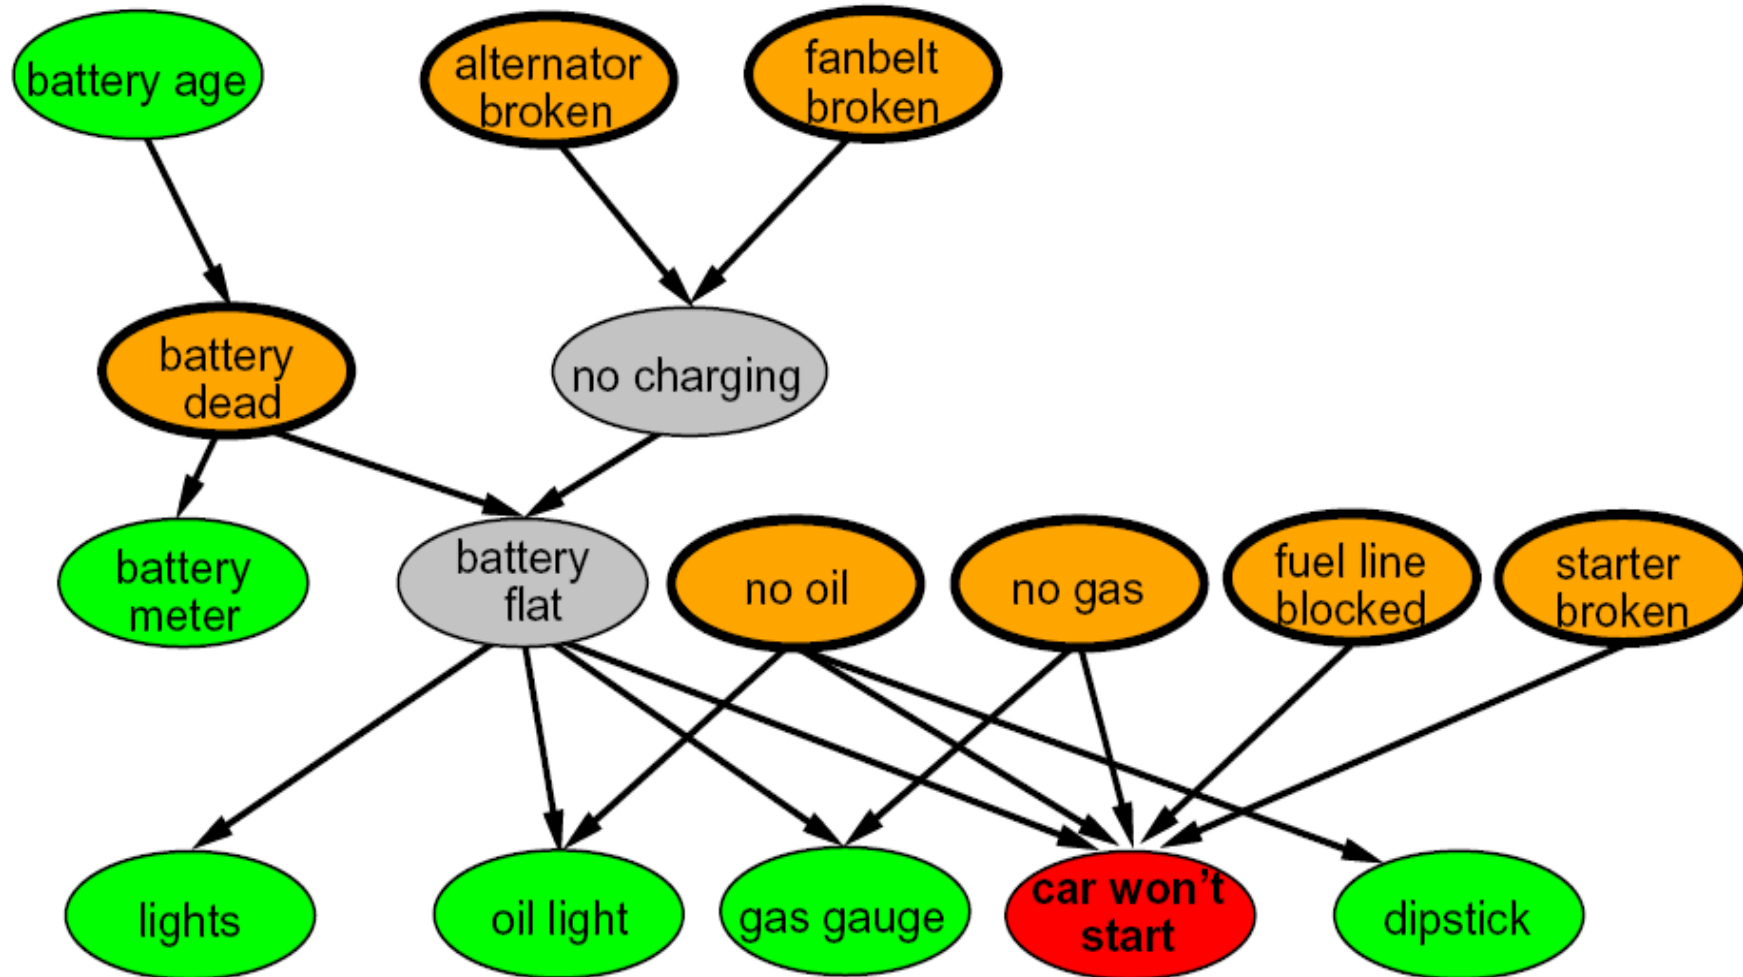 battery age
alternator
broken
fanbelt
broken
battery
dead
no charging
battery
meter
battery
flat
no oil
no gas
fuel line
blocked
starter
broken
lights
oil light
gas gauge
car won't
start
dipstick